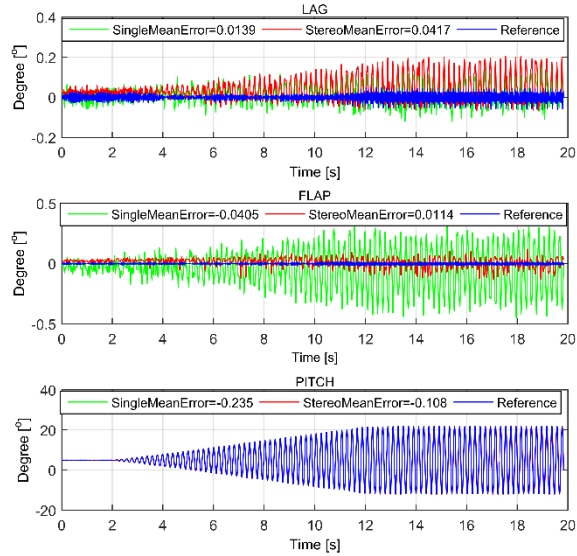 LAG
SingleMeanError=0.0139 StereoMeanError=0.0417 Reference
Degree [°]
0.4
0.2
0
-0.2
0 2 4 6 8 10 12 14 16 18 20
Time [s]
FLAP
SingleMeanError=-0.0405 StereoMeanError=0.0114 Reference
Degree [°]
0.5
0
-0.5
0 2 4 6 8 10 12 14 16 18 20
Time [s]
PITCH
SingleMeanError=-0.235 StereoMeanError=-0.108 Reference
Degree [°]
40
20
0
-20
0 2 4 6 8 10 12 14 16 18 20
Time [s]